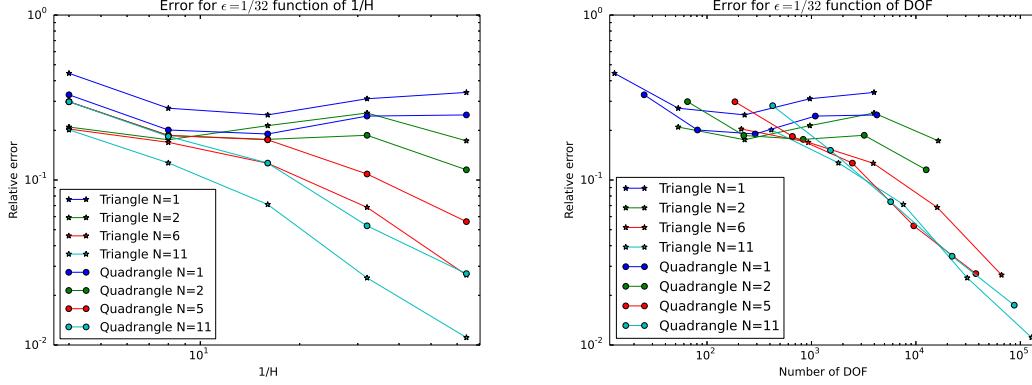 Error for ϵ=1/32 function of 1/H
10^0
10^-1
10^-2
Relative error
Triangle N=1
Triangle N=2
Triangle N=6
Triangle N=11
Quadrangle N=1
Quadrangle N=2
Quadrangle N=5
Quadrangle N=11
10^1
1/H
Error for ϵ=1/32 function of DOF
10^0
10^-1
10^-2
Relative error
Triangle N=1
Triangle N=2
Triangle N=6
Triangle N=11
Quadrangle N=1
Quadrangle N=2
Quadrangle N=5
Quadrangle N=11
10^2 10^3 10^4 10^5
Number of DOF